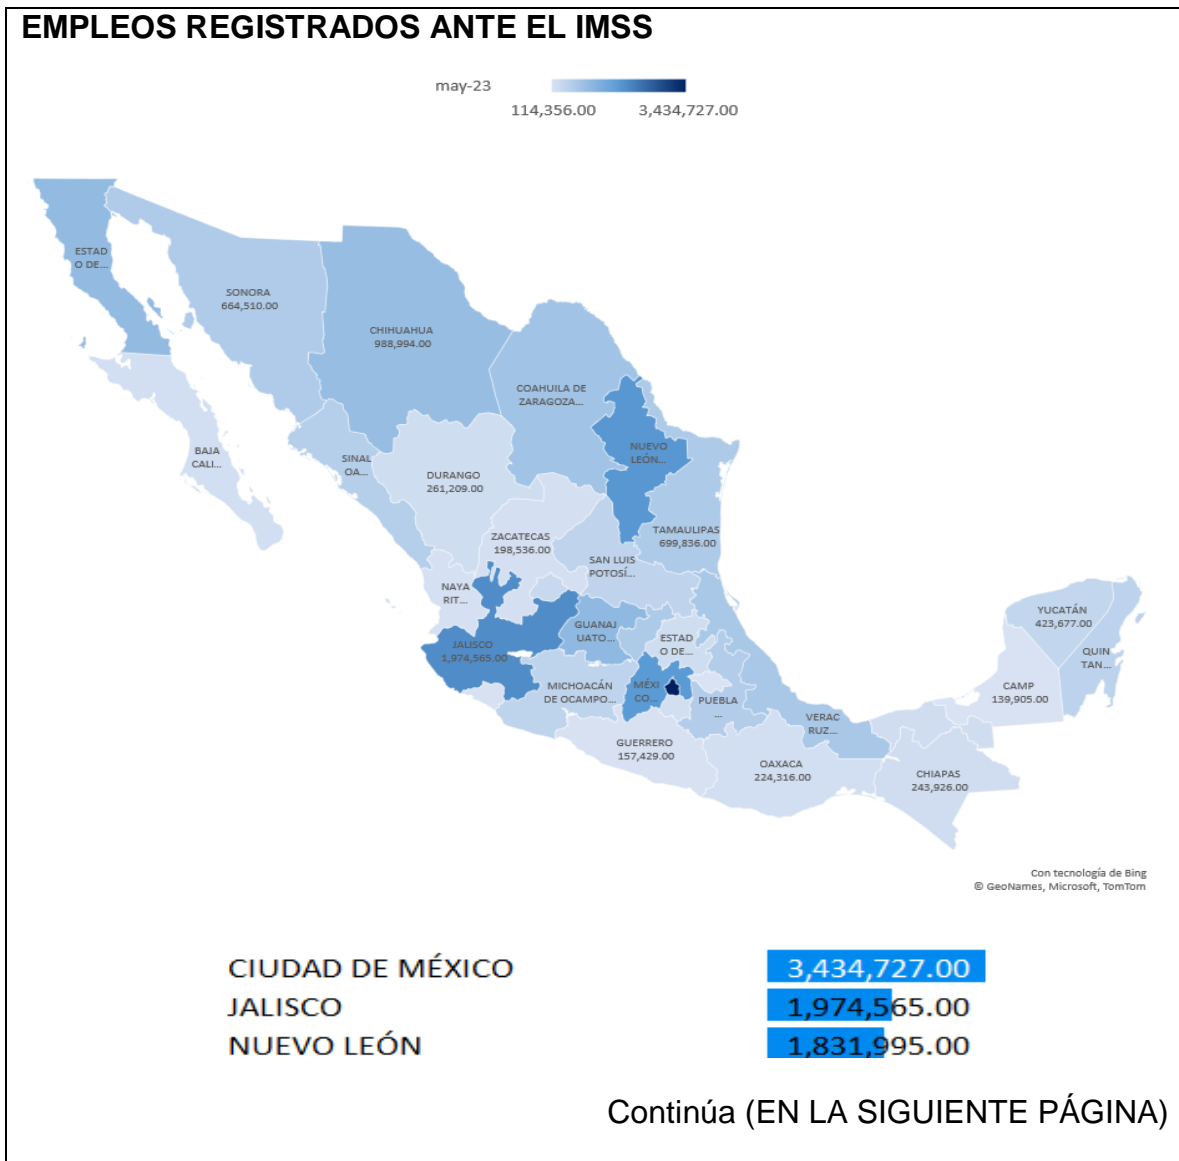 EMPLEOS REGISTRADOS ANTE EL IMSS
may-23
114,356.00 3,434,727.00
ESTAD
O DE...
SONORA
664,510.00
CHIHUAHUA
988,994.00
COAHUILA DE
ZARAGOZA...
BAJA
CALI...
SINAL
OA...
DURANGO
261,209.00
NUEVO
LEÓN...
ZACATECAS
198,536.00
TAMAULIPAS
699,836.00
SAN LUIS
POTOSÍ...
NAYA
RIT...
JALISCO
1,974,565.00
GUANAJ
UATO...
ESTAD
O DE...
MICHOACÁN
DE OCAMPO...
MÉXI
CO...
PUEBLA
...
VERAC
RUZ...
GUERRERO
157,429.00
OAXACA
224,316.00
CHIAPAS
243,926.00
CAMP
139,905.00
YUCATÁN
423,677.00
QUIN
TAN...
Con tecnología de Bing
© GeoNames, Microsoft, TomTom
CIUDAD DE MÉXICO 3,434,727.00
JALISCO 1,974,565.00
NUEVO LEÓN 1,831,995.00
Continúa (EN LA SIGUIENTE PÁGINA)